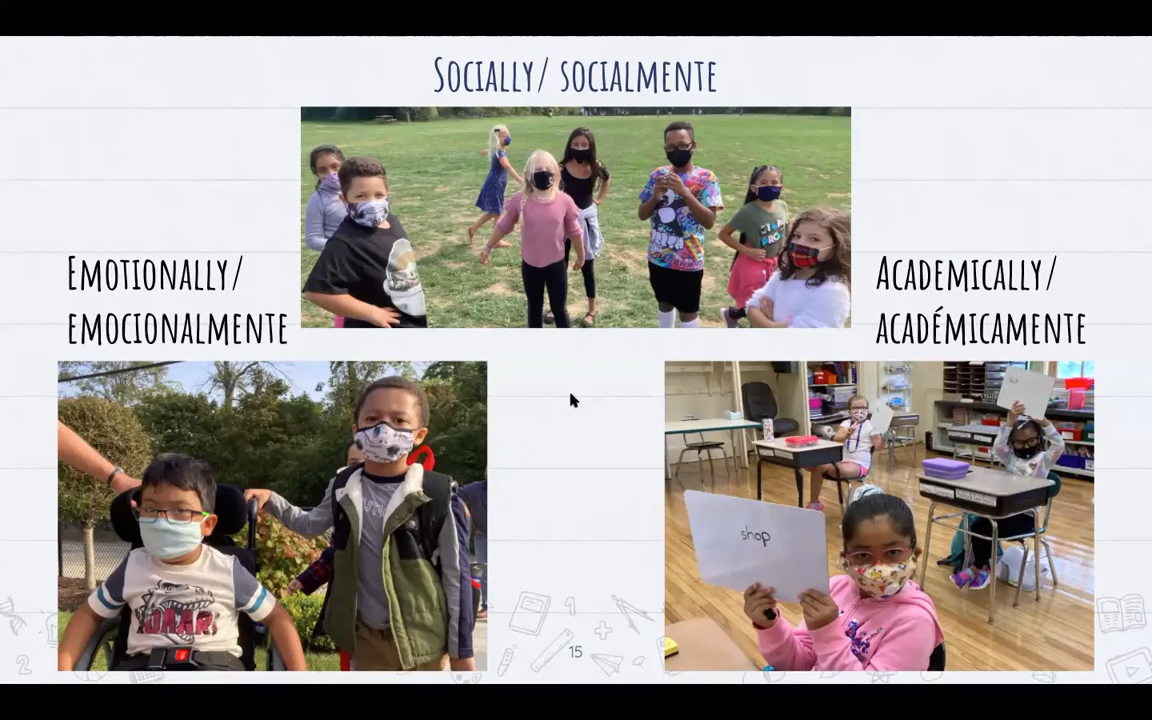 Socially/ socialmente
Emotionally/
emocionalmente
Academically/
académicamente
shop
15